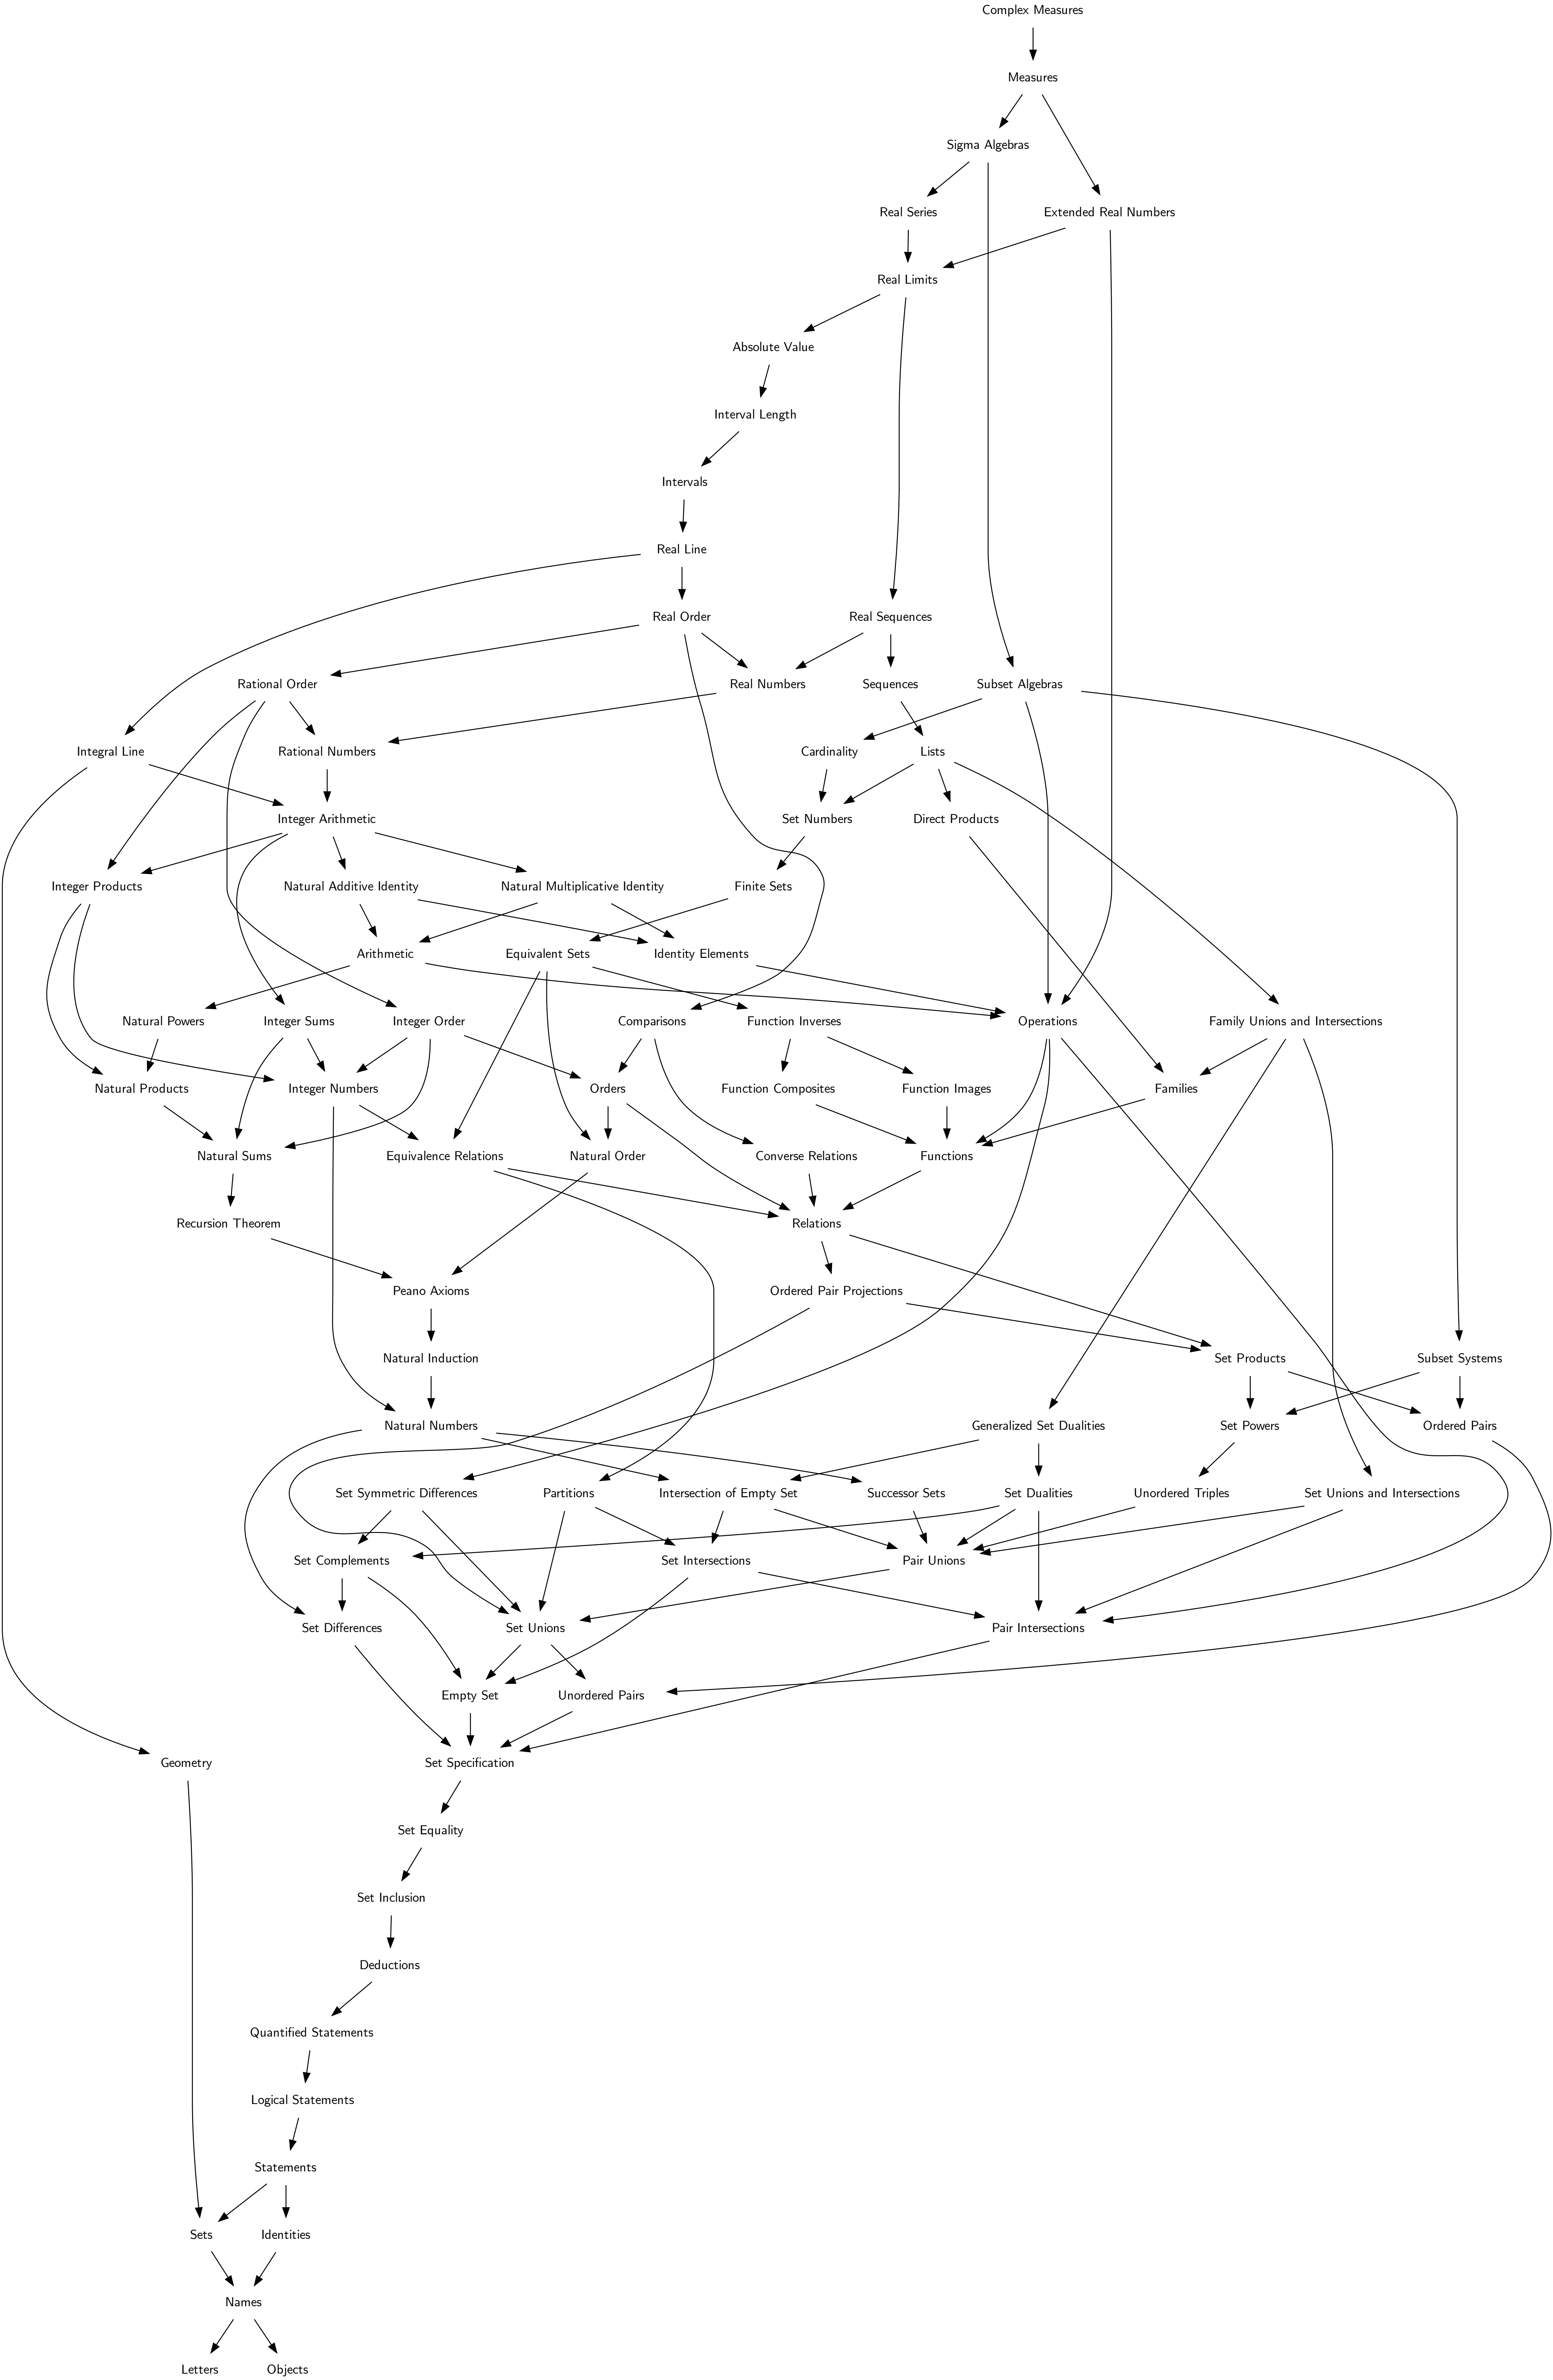 Complex Measures
Measures
Sigma Algebras
Real Series
Extended Real Numbers
Real Limits
Absolute Value
Interval Length
Intervals
Real Line
Real Order
Real Sequences
Rational Order
Real Numbers
Sequences
Subset Algebras
Integral Line
Rational Numbers
Cardinality
Lists
Integer Arithmetic
Set Numbers
Direct Products
Integer Products
Natural Additive Identity
Natural Multiplicative Identity
Finite Sets
Arithmetic
Equivalent Sets
Identity Elements
Natural Powers
Integer Sums
Integer Order
Comparisons
Function Inverses
Operations
Family Unions and Intersections
Natural Products
Integer Numbers
Orders
Function Composites
Function Images
Families
Natural Sums
Equivalence Relations
Natural Order
Converse Relations
Functions
Recursion Theorem
Relations
Peano Axioms
Ordered Pair Projections
Natural Induction
Set Products
Subset Systems
Natural Numbers
Generalized Set Dualities
Set Powers
Ordered Pairs
Set Symmetric Differences
Partitions
Intersection of Empty Set
Successor Sets
Set Dualities
Unordered Triples
Set Unions and Intersections
Set Complements
Set Intersections
Pair Unions
Set Differences
Set Unions
Pair Intersections
Empty Set
Unordered Pairs
Geometry
Set Specification
Set Equality
Set Inclusion
Deductions
Quantified Statements
Logical Statements
Statements
Sets
Identities
Names
Letters
Objects